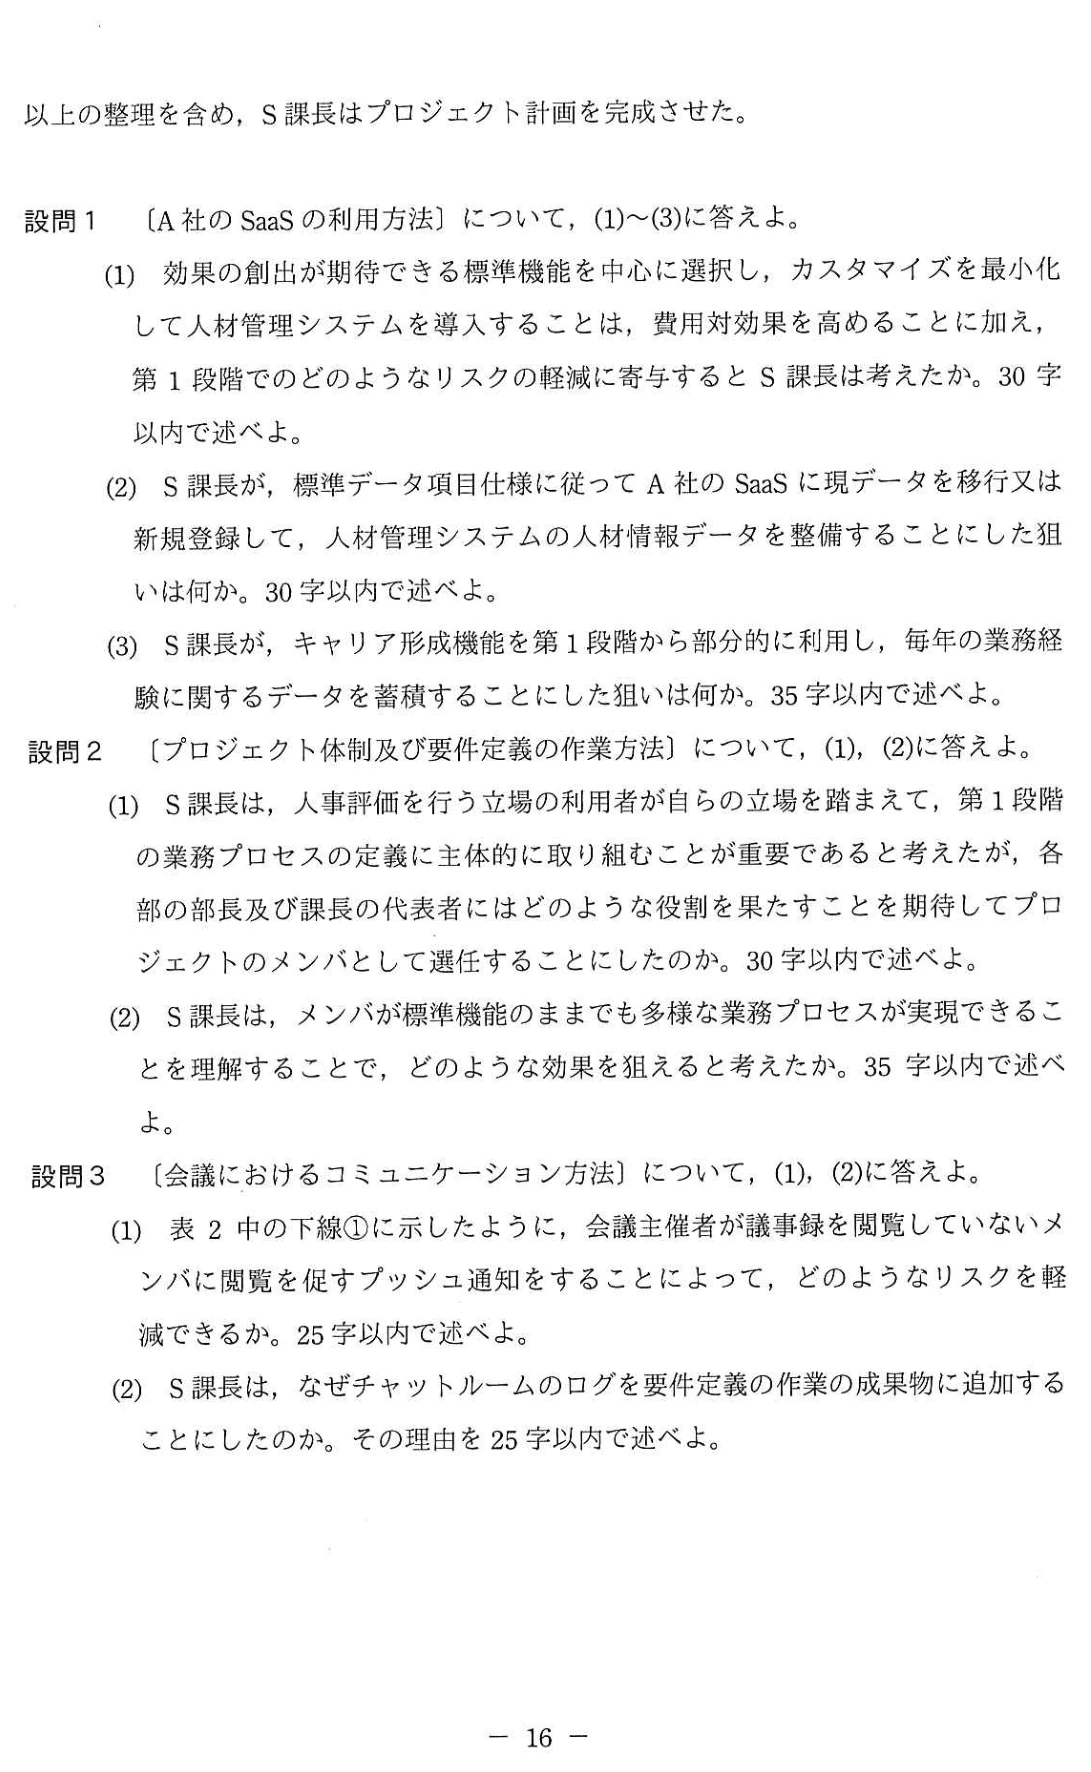 以上の整理を含め，S 課長はプロジェクト計画を完成させた。
設問1 〔A 社の SaaS の利用方法〕について，(1)～(3)に答えよ。
(1) 効果の創出が期待できる標準機能を中心に選択し，カスタマイズを最小化
して人材管理システムを導入することは，費用対効果を高めることに加え，
第 1 段階でのどのようなリスクの軽減に寄与すると S 課長は考えたか。30 字
以内で述べよ。
(2) S 課長が，標準データ項目仕様に従って A 社の SaaS に現データを移行又は
新規登録して，人材管理システムの人材情報データを整備することにした狙
いは何か。30 字以内で述べよ。
(3) S 課長が，キャリア形成機能を第 1 段階から部分的に利用し，毎年の業務経
験に関するデータを蓄積することにした狙いは何か。35 字以内で述べよ。
設問2 〔プロジェクト体制及び要件定義の作業方法〕について，(1)，(2)に答えよ。
(1) S 課長は，人事評価を行う立場の利用者が自らの立場を踏まえて，第 1 段階
の業務プロセスの定義に主体的に取り組むことが重要であると考えたが，各
部の部長及び課長の代表者にはどのような役割を果たすことを期待してプロ
ジェクトのメンバとして選任することにしたのか。30 字以内で述べよ。
(2) S 課長は，メンバが標準機能のままでも多様な業務プロセスが実現できるこ
とを理解することで，どのような効果を狙えると考えたか。35 字以内で述べ
よ。
設問3 〔会議におけるコミュニケーション方法〕について，(1)，(2)に答えよ。
(1) 表 2 中の下線①に示したように，会議主催者が議事録を閲覧していないメ
ンバに閲覧を促すプッシュ通知をすることによって，どのようなリスクを軽
減できるか。25 字以内で述べよ。
(2) S 課長は，なぜチャットルームのログを要件定義の作業の成果物に追加する
ことにしたのか。その理由を 25 字以内で述べよ。
－ 16 －